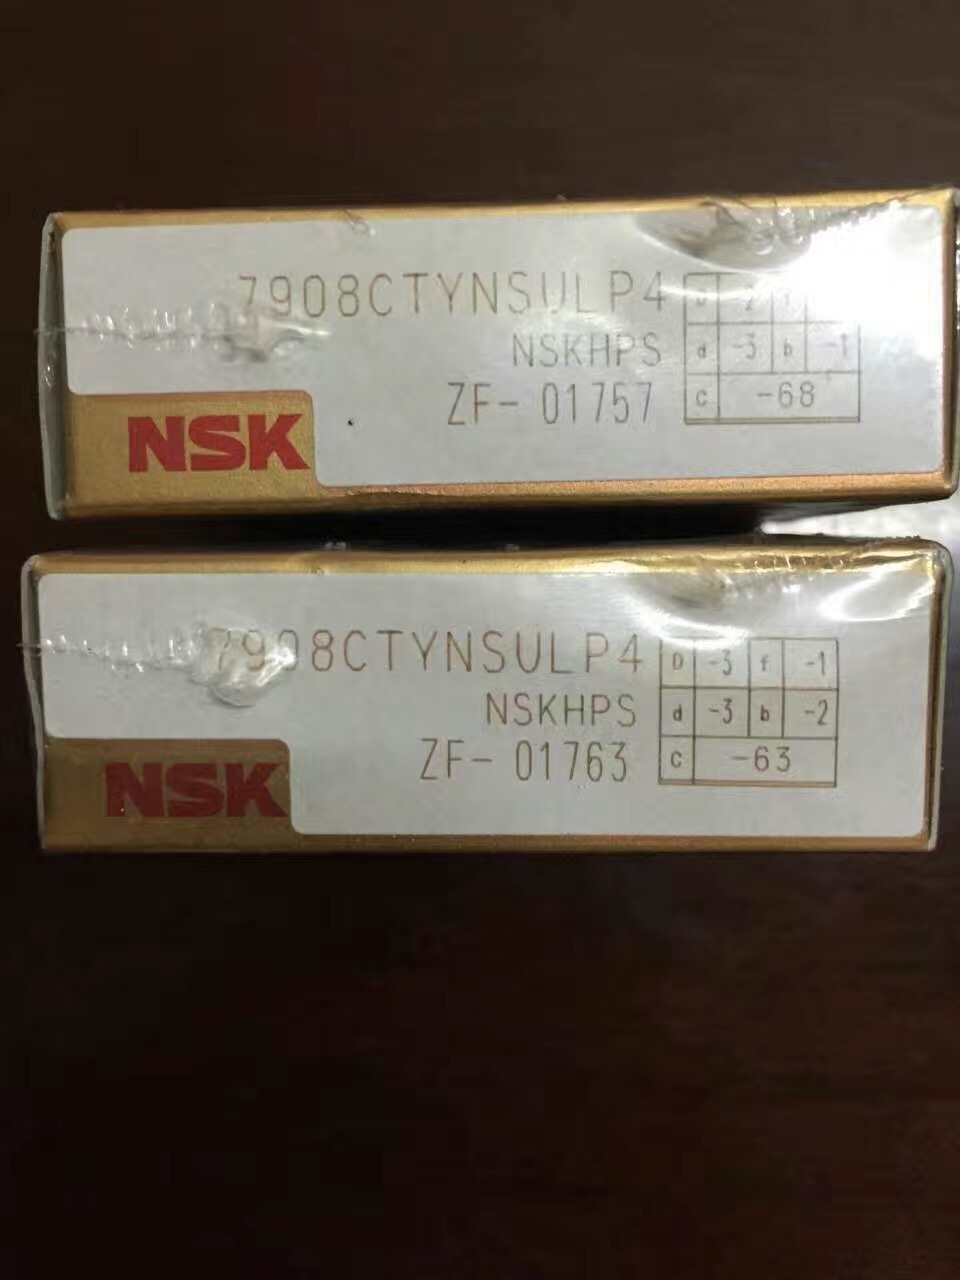 7908CTYNSULP4
NSKHPS d -3 b -1
ZF- 01757 c -68
NSK
7908CTYNSULP4 D -3 f -1
NSKHPS d -3 b -2
ZF- 01763 c -63
NSK